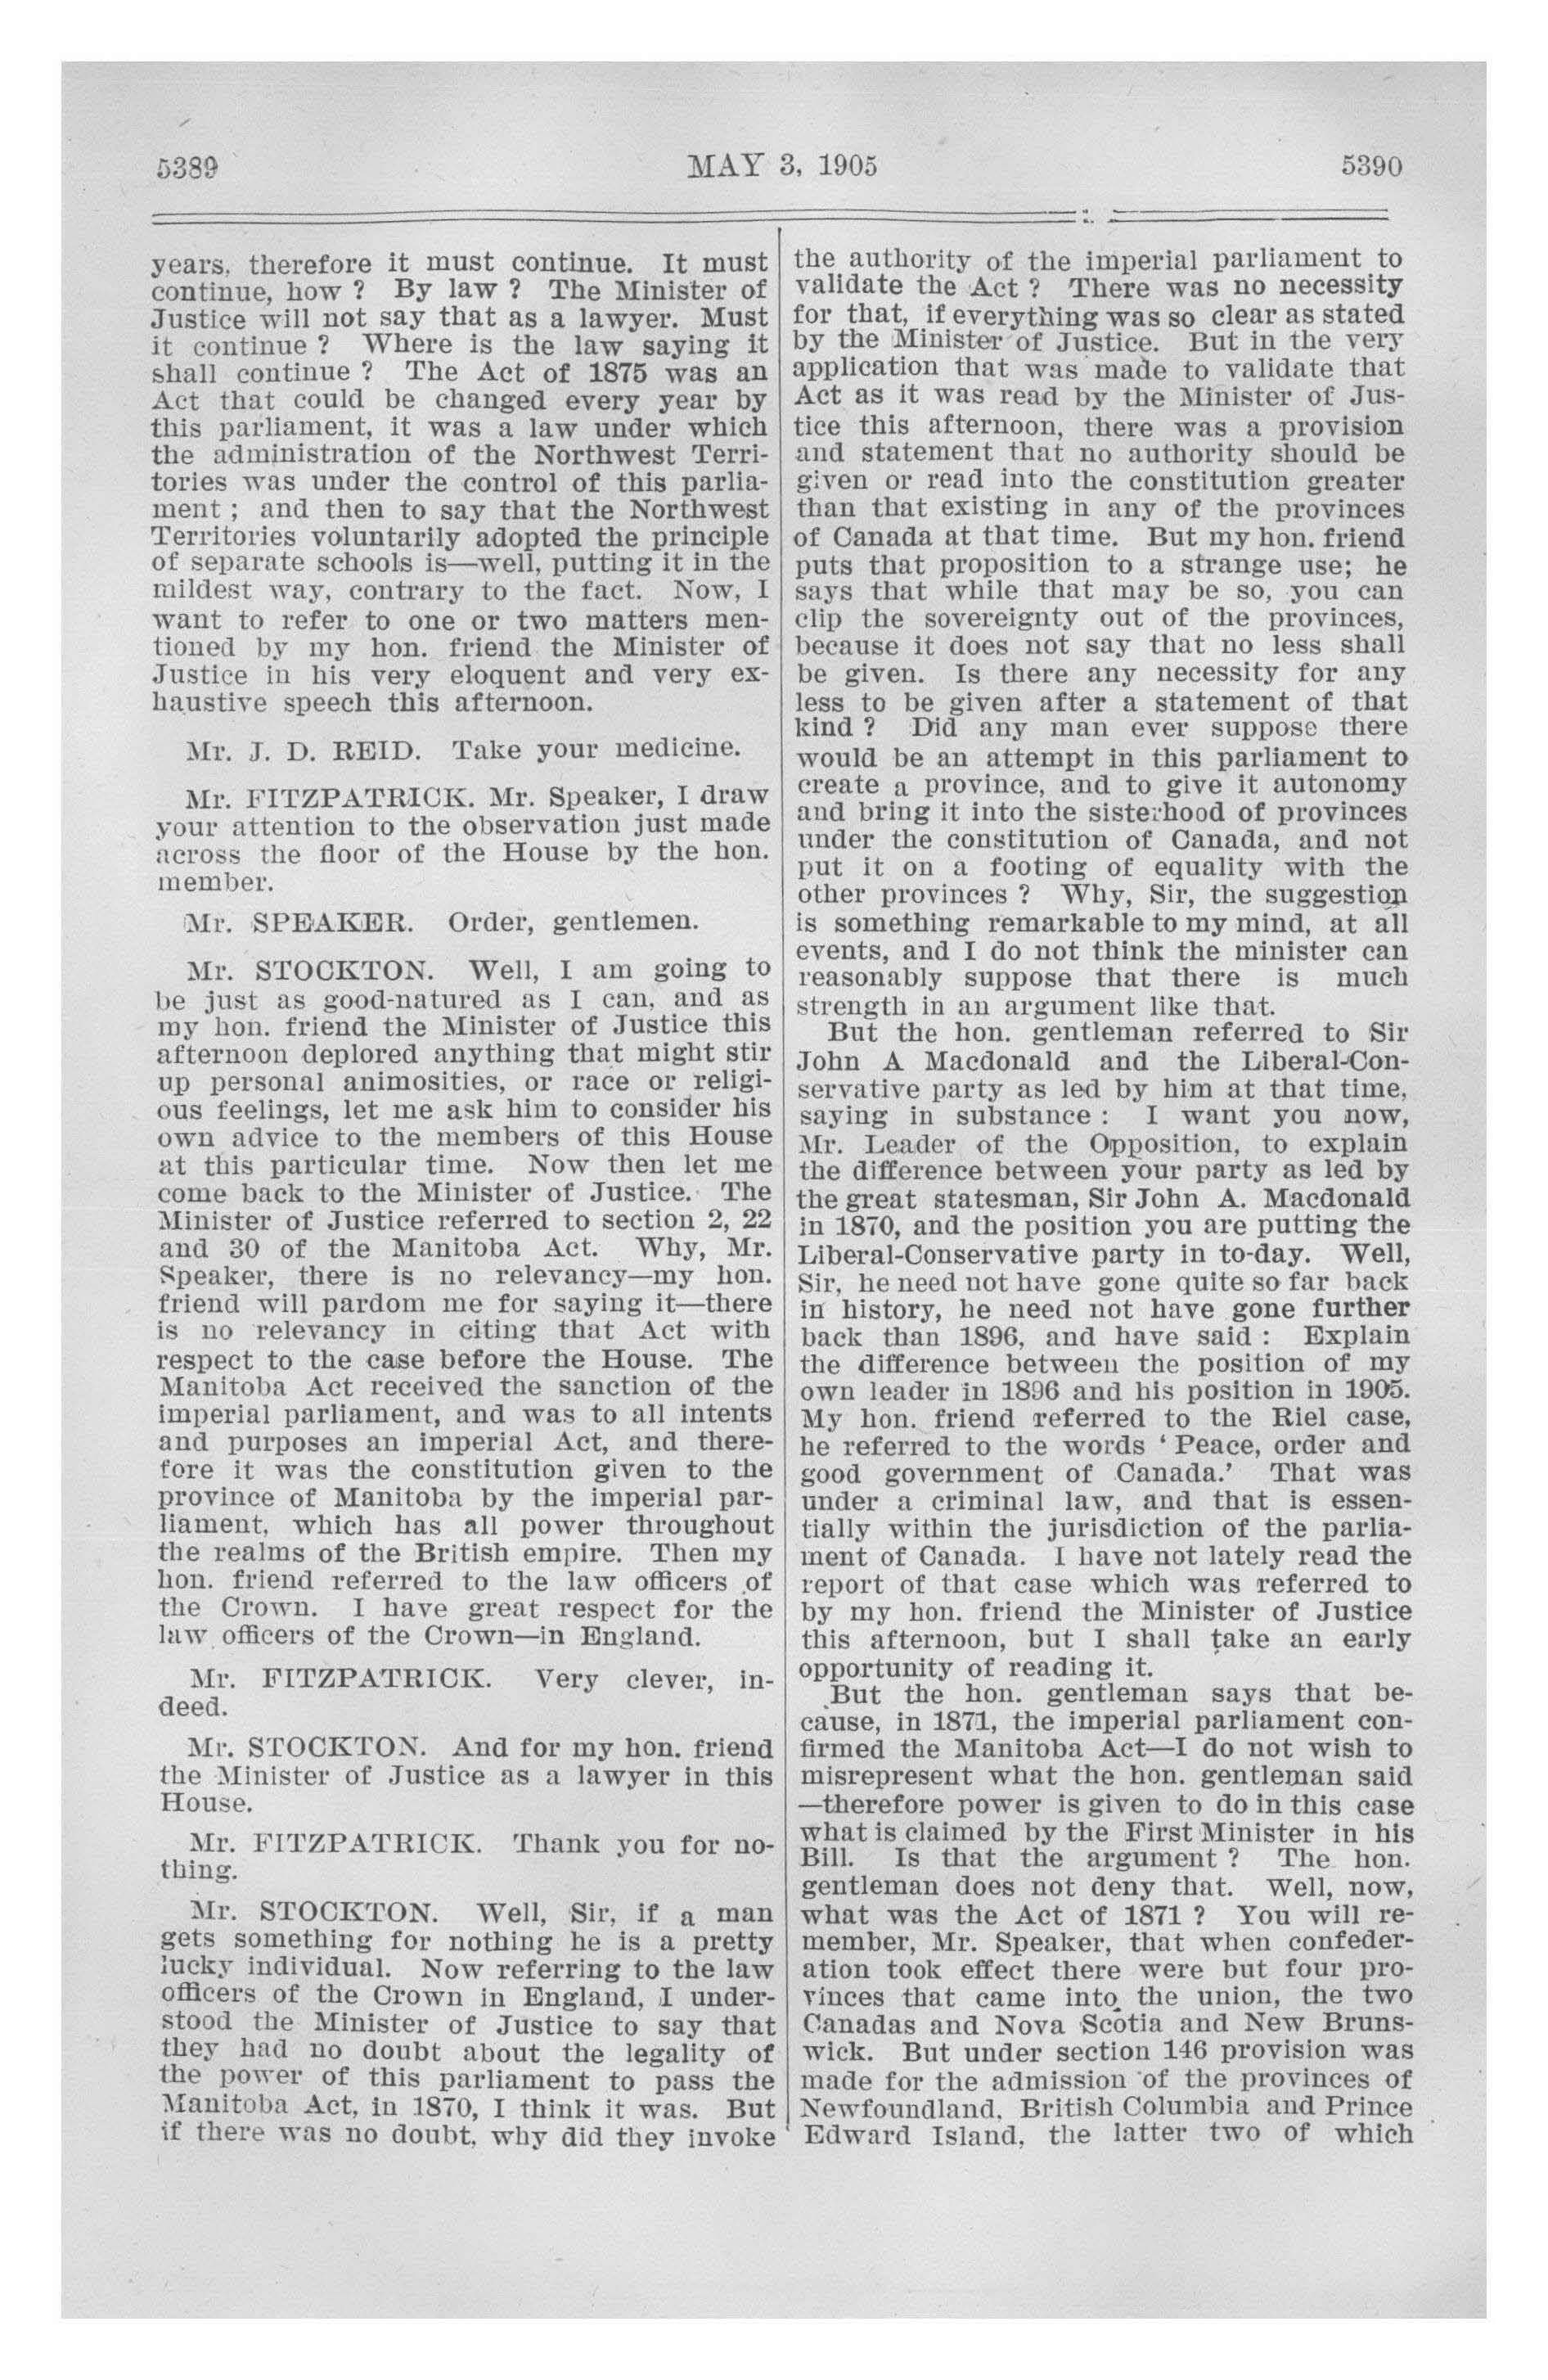 5389
MAY 3, 1905
5390
years, therefore it must continue. It must
continue, how ? By law ? The Minister of
Justice will not say that as a lawyer. Must
it continue ? Where is the law saying it
shall continue ? The Act of 1875 was an
Act that could be changed every year by
this parliament, it was a law under which
the administration of the Northwest Terri-
tories was under the control of this parlia-
ment ; and then to say that the Northwest
Territories voluntarily adopted the principle
of separate schools is—well, putting it in the
mildest way, contrary to the fact. Now, I
want to refer to one or two matters men-
tioned by my hon. friend the Minister of
Justice in his very eloquent and very ex-
haustive speech this afternoon.
Mr. J. D. REID. Take your medicine.
Mr. FITZPATRICK. Mr. Speaker, I draw
your attention to the observation just made
across the floor of the House by the hon.
member.
Mr. SPEAKER. Order, gentlemen.
Mr. STOCKTON. Well, I am going to
be just as good-natured as I can, and as
my hon. friend the Minister of Justice this
afternoon deplored anything that might stir
up personal animosities, or race or religi-
ous feelings, let me ask him to consider his
own advice to the members of this House
at this particular time. Now then let me
come back to the Minister of Justice. The
Minister of Justice referred to section 2, 22
and 30 of the Manitoba Act. Why, Mr.
Speaker, there is no relevancy—my hon.
friend will pardom me for saying it—there
is no relevancy in citing that Act with
respect to the case before the House. The
Manitoba Act received the sanction of the
imperial parliament, and was to all intents
and purposes an imperial Act, and there-
fore it was the constitution given to the
province of Manitoba by the imperial par-
liament, which has all power throughout
the realms of the British empire. Then my
hon. friend referred to the law officers of
the Crown. I have great respect for the
law officers of the Crown—in England.
Mr. FITZPATRICK. Very clever, in-
deed.
Mr. STOCKTON. And for my hon. friend
the Minister of Justice as a lawyer in this
House.
Mr. FITZPATRICK. Thank you for no-
thing.
Mr. STOCKTON. Well, Sir, if a man
gets something for nothing he is a pretty
lucky individual. Now referring to the law
officers of the Crown in England, I under-
stood the Minister of Justice to say that
they had no doubt about the legality of
the power of this parliament to pass the
Manitoba Act, in 1870, I think it was. But
if there was no doubt, why did they invoke
the authority of the imperial parliament to
validate the Act ? There was no necessity
for that, if everything was so clear as stated
by the Minister of Justice. But in the very
application that was made to validate that
Act as it was read by the Minister of Jus-
tice this afternoon, there was a provision
and statement that no authority should be
given or read into the constitution greater
than that existing in any of the provinces
of Canada at that time. But my hon. friend
puts that proposition to a strange use; he
says that while that may be so, you can
clip the sovereignty out of the provinces,
because it does not say that no less shall
be given. Is there any necessity for any
less to be given after a statement of that
kind ? Did any man ever suppose there
would be an attempt in this parliament to
create a province, and to give it autonomy
and bring it into the sisterhood of provinces
under the constitution of Canada, and not
put it on a footing of equality with the
other provinces ? Why, Sir, the suggestion
is something remarkable to my mind, at all
events, and I do not think the minister can
reasonably suppose that there is much
strength in an argument like that.
But the hon. gentleman referred to Sir
John A Macdonald and the Liberal-Con-
servative party as led by him at that time,
saying in substance : I want you now,
Mr. Leader of the Opposition, to explain
the difference between your party as led by
the great statesman, Sir John A. Macdonald
in 1870, and the position you are putting the
Liberal-Conservative party in to-day. Well,
Sir, he need not have gone quite so far back
in history, he need not have gone further
back than 1896, and have said : Explain
the difference between the position of my
own leader in 1896 and his position in 1905.
My hon. friend referred to the Riel case,
he referred to the words ‘ Peace, order and
good government of Canada.’ That was
under a criminal law, and that is essen-
tially within the jurisdiction of the parlia-
ment of Canada. I have not lately read the
report of that case which was referred to
by my hon. friend the Minister of Justice
this afternoon, but I shall take an early
opportunity of reading it.
But the hon. gentleman says that be-
cause, in 1871, the imperial parliament con-
firmed the Manitoba Act—I do not wish to
misrepresent what the hon. gentleman said
—therefore power is given to do in this case
what is claimed by the First Minister in his
Bill. Is that the argument ? The hon.
gentleman does not deny that. Well, now,
what was the Act of 1871 ? You will re-
member, Mr. Speaker, that when confeder-
ation took effect there were but four pro-
vinces that came into the union, the two
Canadas and Nova Scotia and New Bruns-
wick. But under section 146 provision was
made for the admission of the provinces of
Newfoundland, British Columbia and Prince
Edward Island, the latter two of which